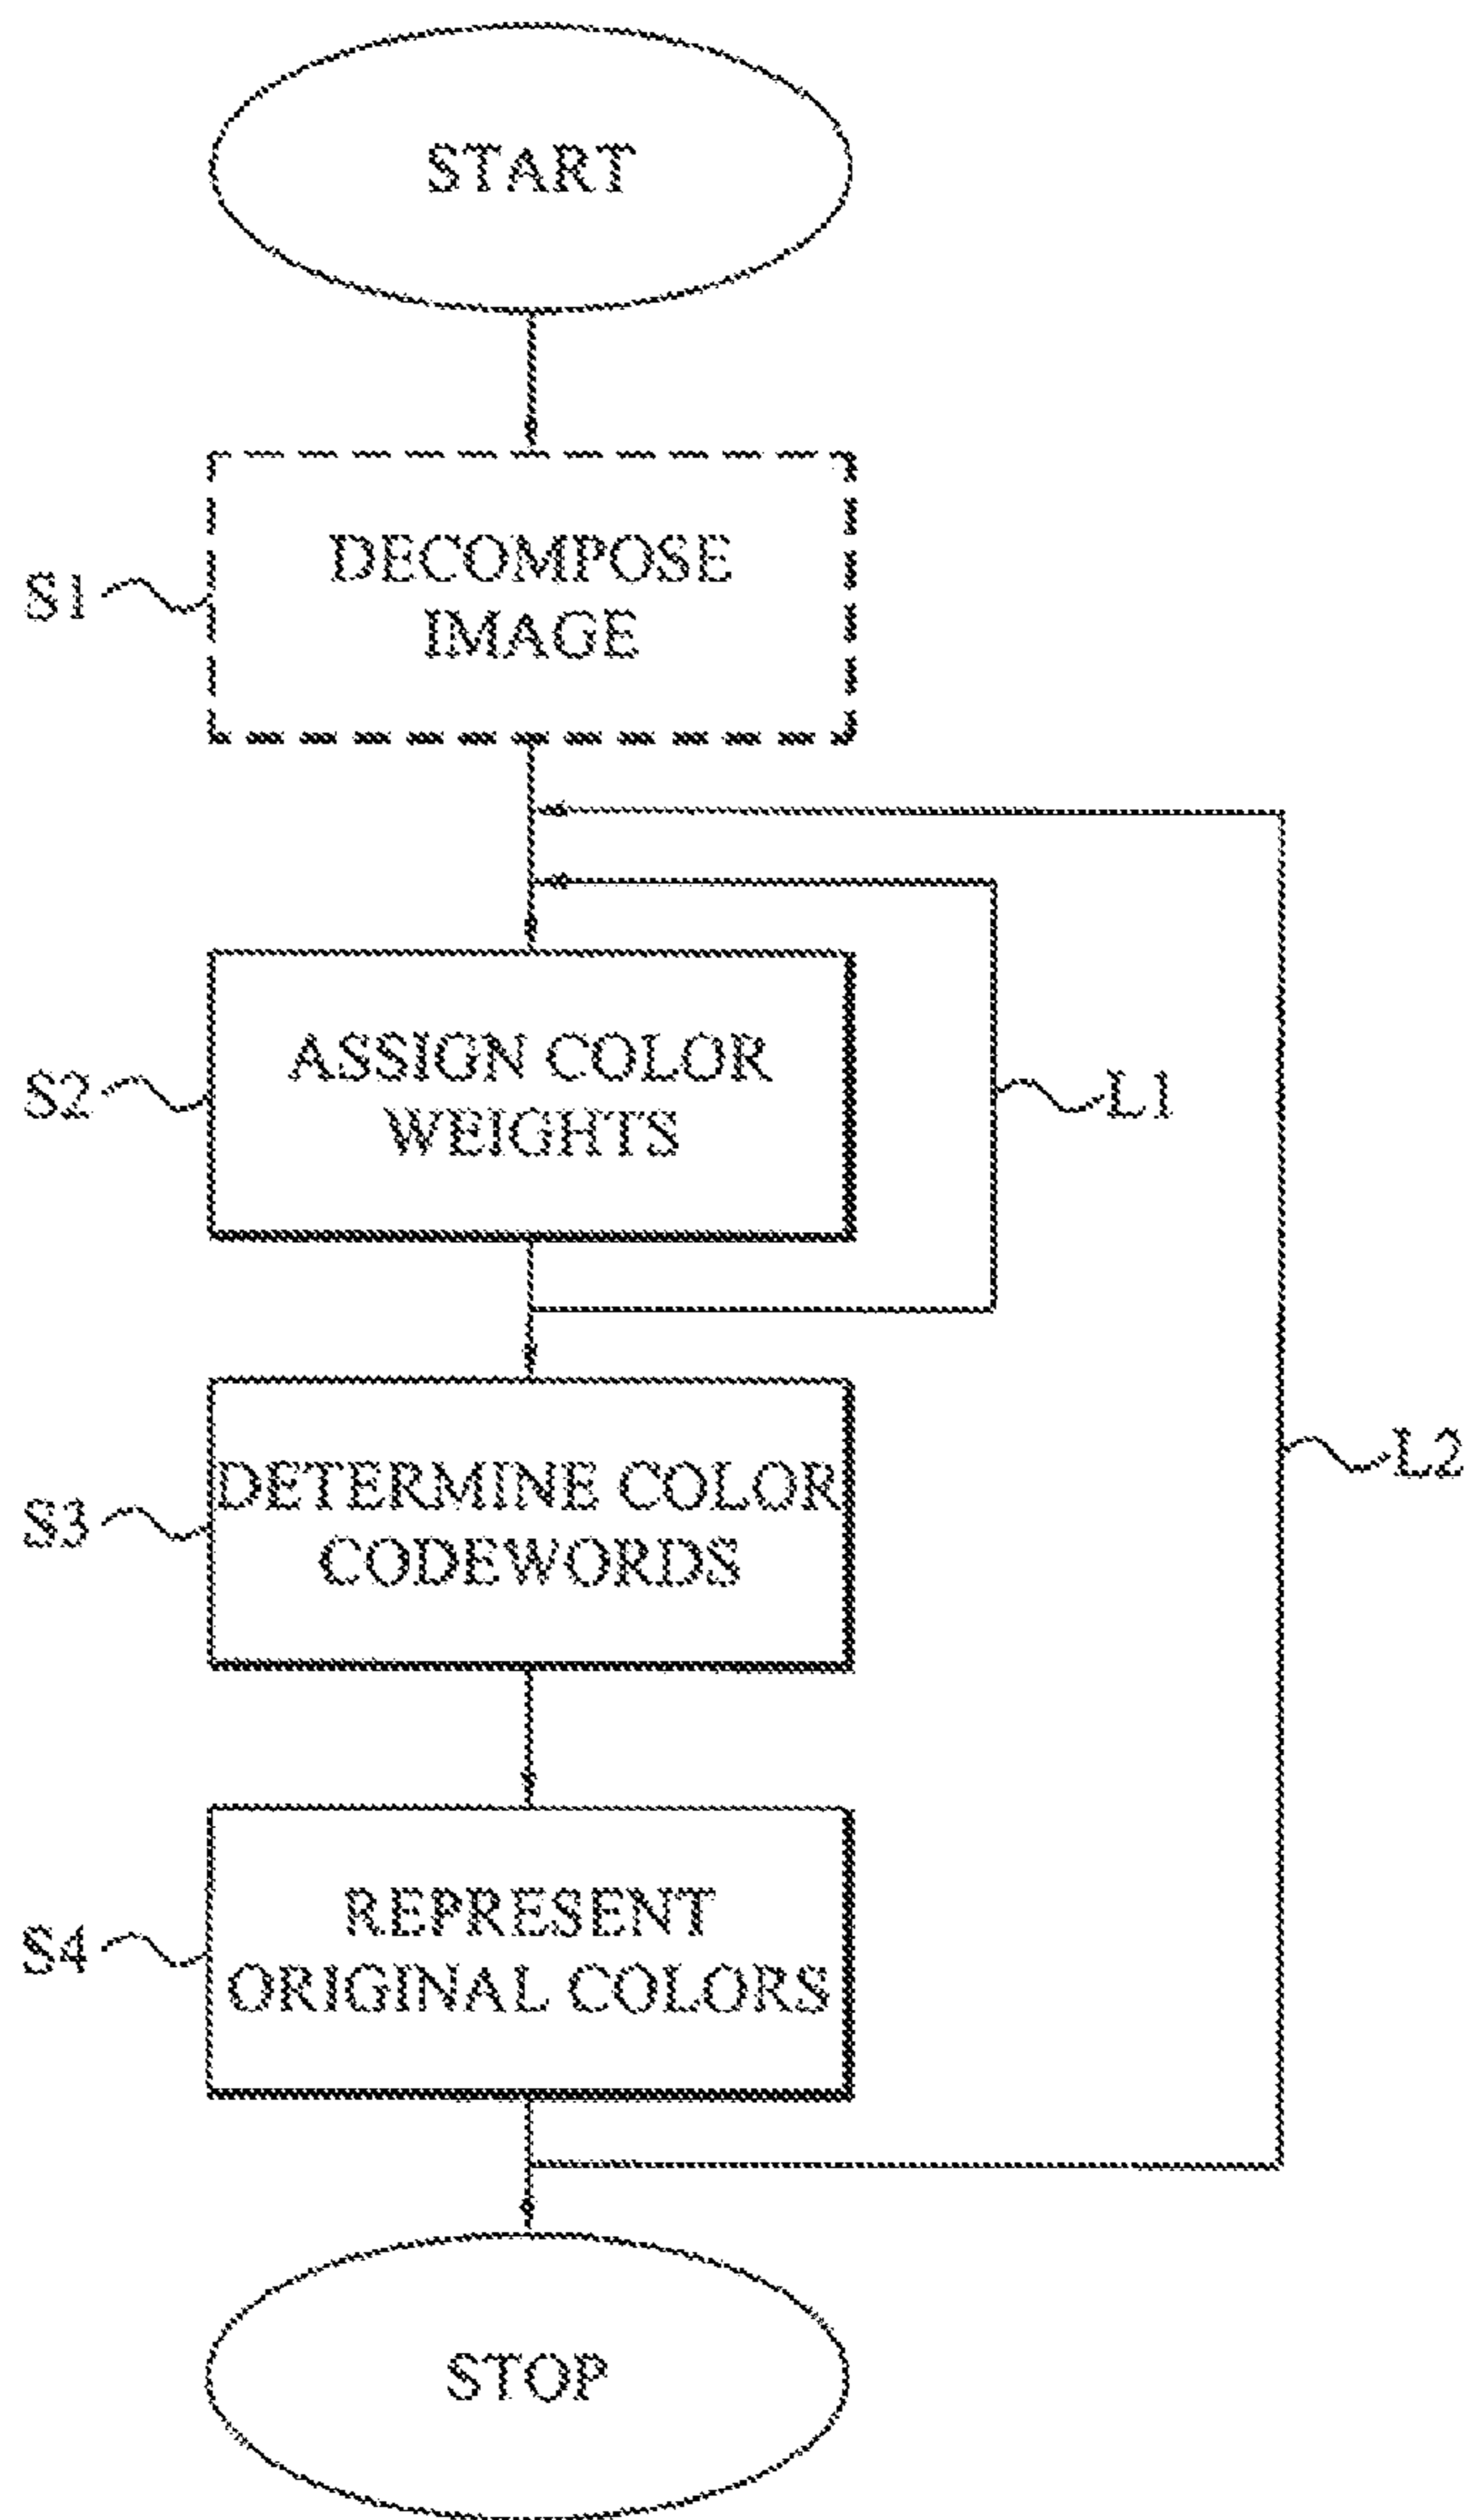 START
DECOMPOSE
IMAGE
S1
ASSIGN COLOR
WEIGHTS
S2
L1
DETERMINE COLOR
CODEWORDS
S3
L2
REPRESENT
ORIGINAL COLORS
S4
STOP